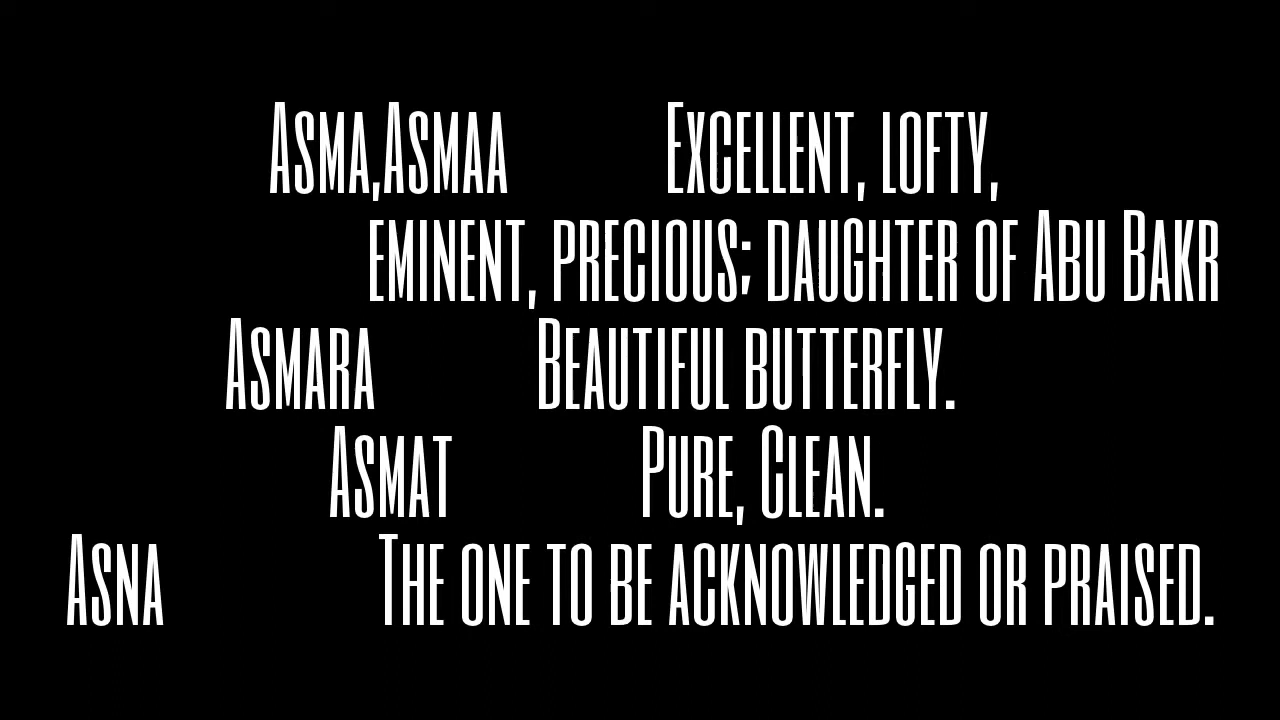 Asma,Asmaa Excellent, lofty,
eminent, precious; daughter of Abu Bakr
Asmara Beautiful butterfly.
Asmat Pure, Clean.
Asna The one to be acknowledged or praised.